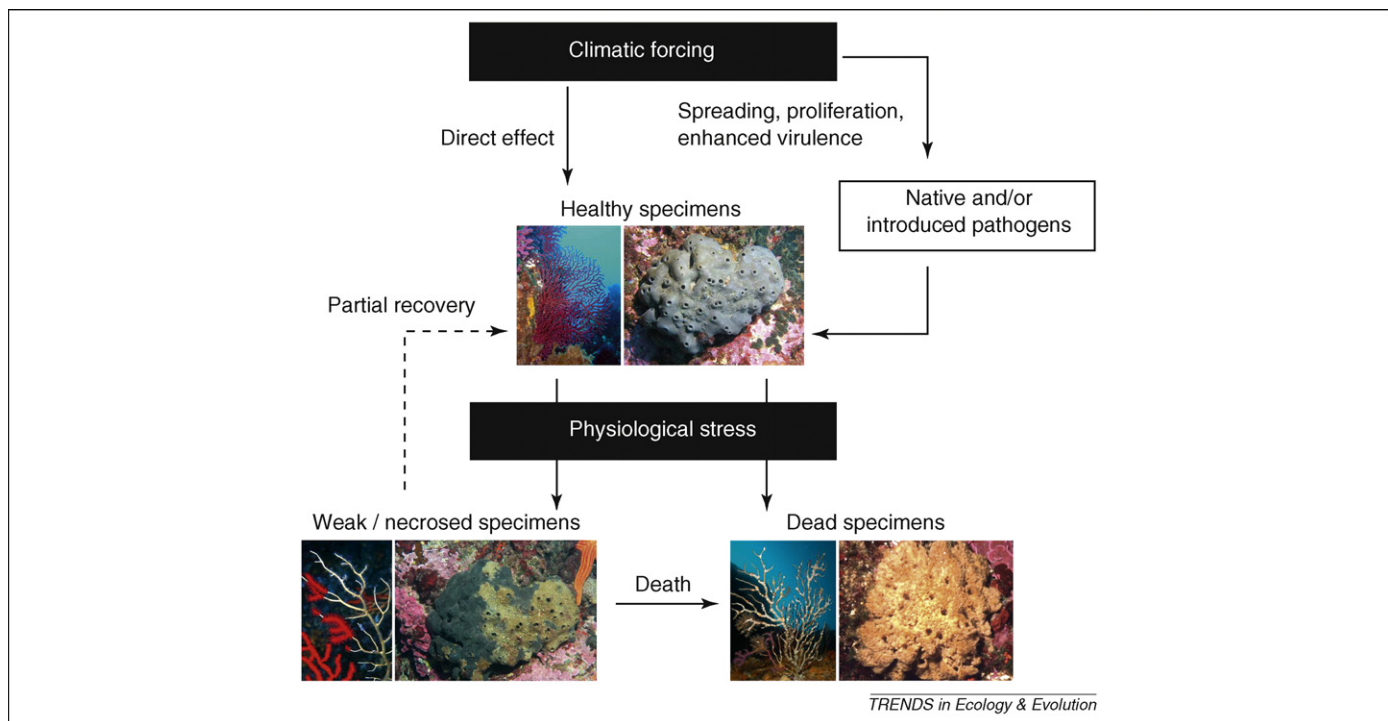 Climatic forcing
Direct effect
Spreading, proliferation,
enhanced virulence
Native and/or
introduced pathogens
Healthy specimens
Partial recovery
Physiological stress
Weak / necrosed specimens
Dead specimens
Death
TRENDS in Ecology & Evolution